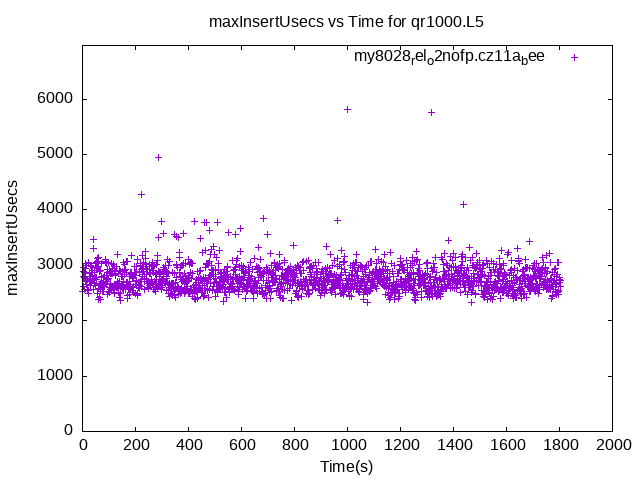 maxInsertUsecs vs Time for qr1000.L5
my8028relo2nofp.cz11abee
maxInsertUsecs
6000
5000
4000
3000
2000
1000
0
0 200 400 600 800 1000 1200 1400 1600 1800 2000
Time(s)